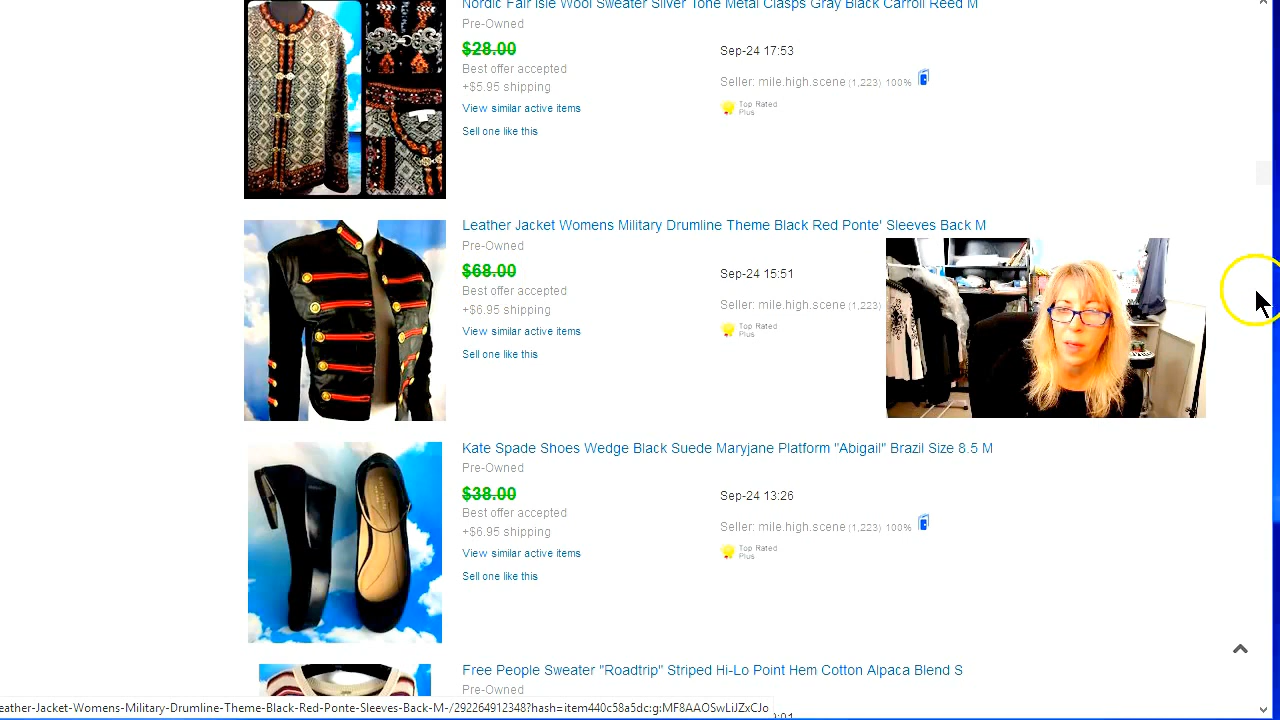 Nordic Fair Isle Wool Sweater Silver Tone Metal Clasps Gray Black Carroll Reed M
Pre-Owned
$28.00
Sep-24 17:53
Best offer accepted
+$5.95 shipping
Seller: mile.high.scene (1,223) 100%
View similar active items
Top Rated
Plus
Sell one like this
Leather Jacket Womens Military Drumline Theme Black Red Ponte' Sleeves Back M
Pre-Owned
$68.00
Sep-24 15:51
Best offer accepted
+$6.95 shipping
Seller: mile.high.scene (1,223)
View similar active items
Top Rated
Plus
Sell one like this
Kate Spade Shoes Wedge Black Suede Maryjane Platform "Abigail" Brazil Size 8.5 M
Pre-Owned
$38.00
Sep-24 13:26
Best offer accepted
+$6.95 shipping
Seller: mile.high.scene (1,223) 100%
View similar active items
Top Rated
Plus
Sell one like this
Free People Sweater "Roadtrip" Striped Hi-Lo Point Hem Cotton Alpaca Blend S
Pre-Owned
eather-Jacket-Womens-Military-Drumline-Theme-Black-Red-Ponte-Sleeves-Back-M-/292264912348?hash=item440c58a5dc:g:MF8AAOSwLiJZxCJo